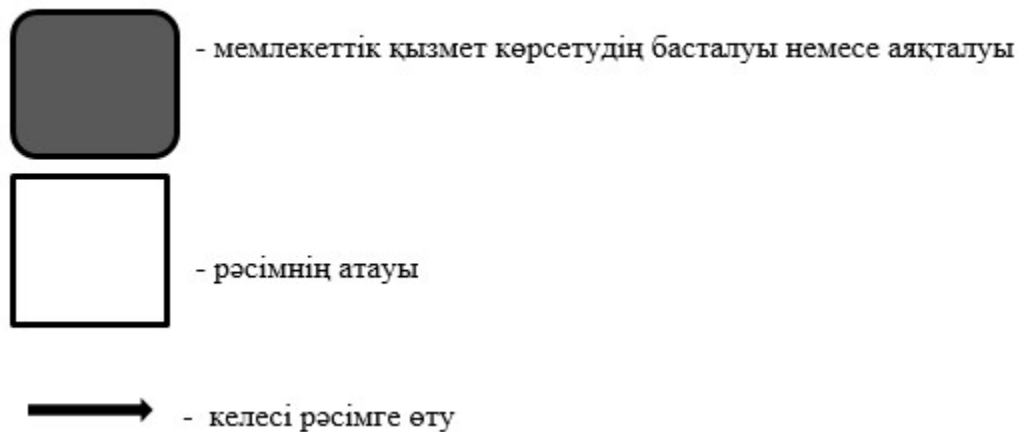 - мемлекеттік қызмет көрсетудің басталуы немесе аяқталуы
- рәсімнің атауы
- келесі рәсімге өту